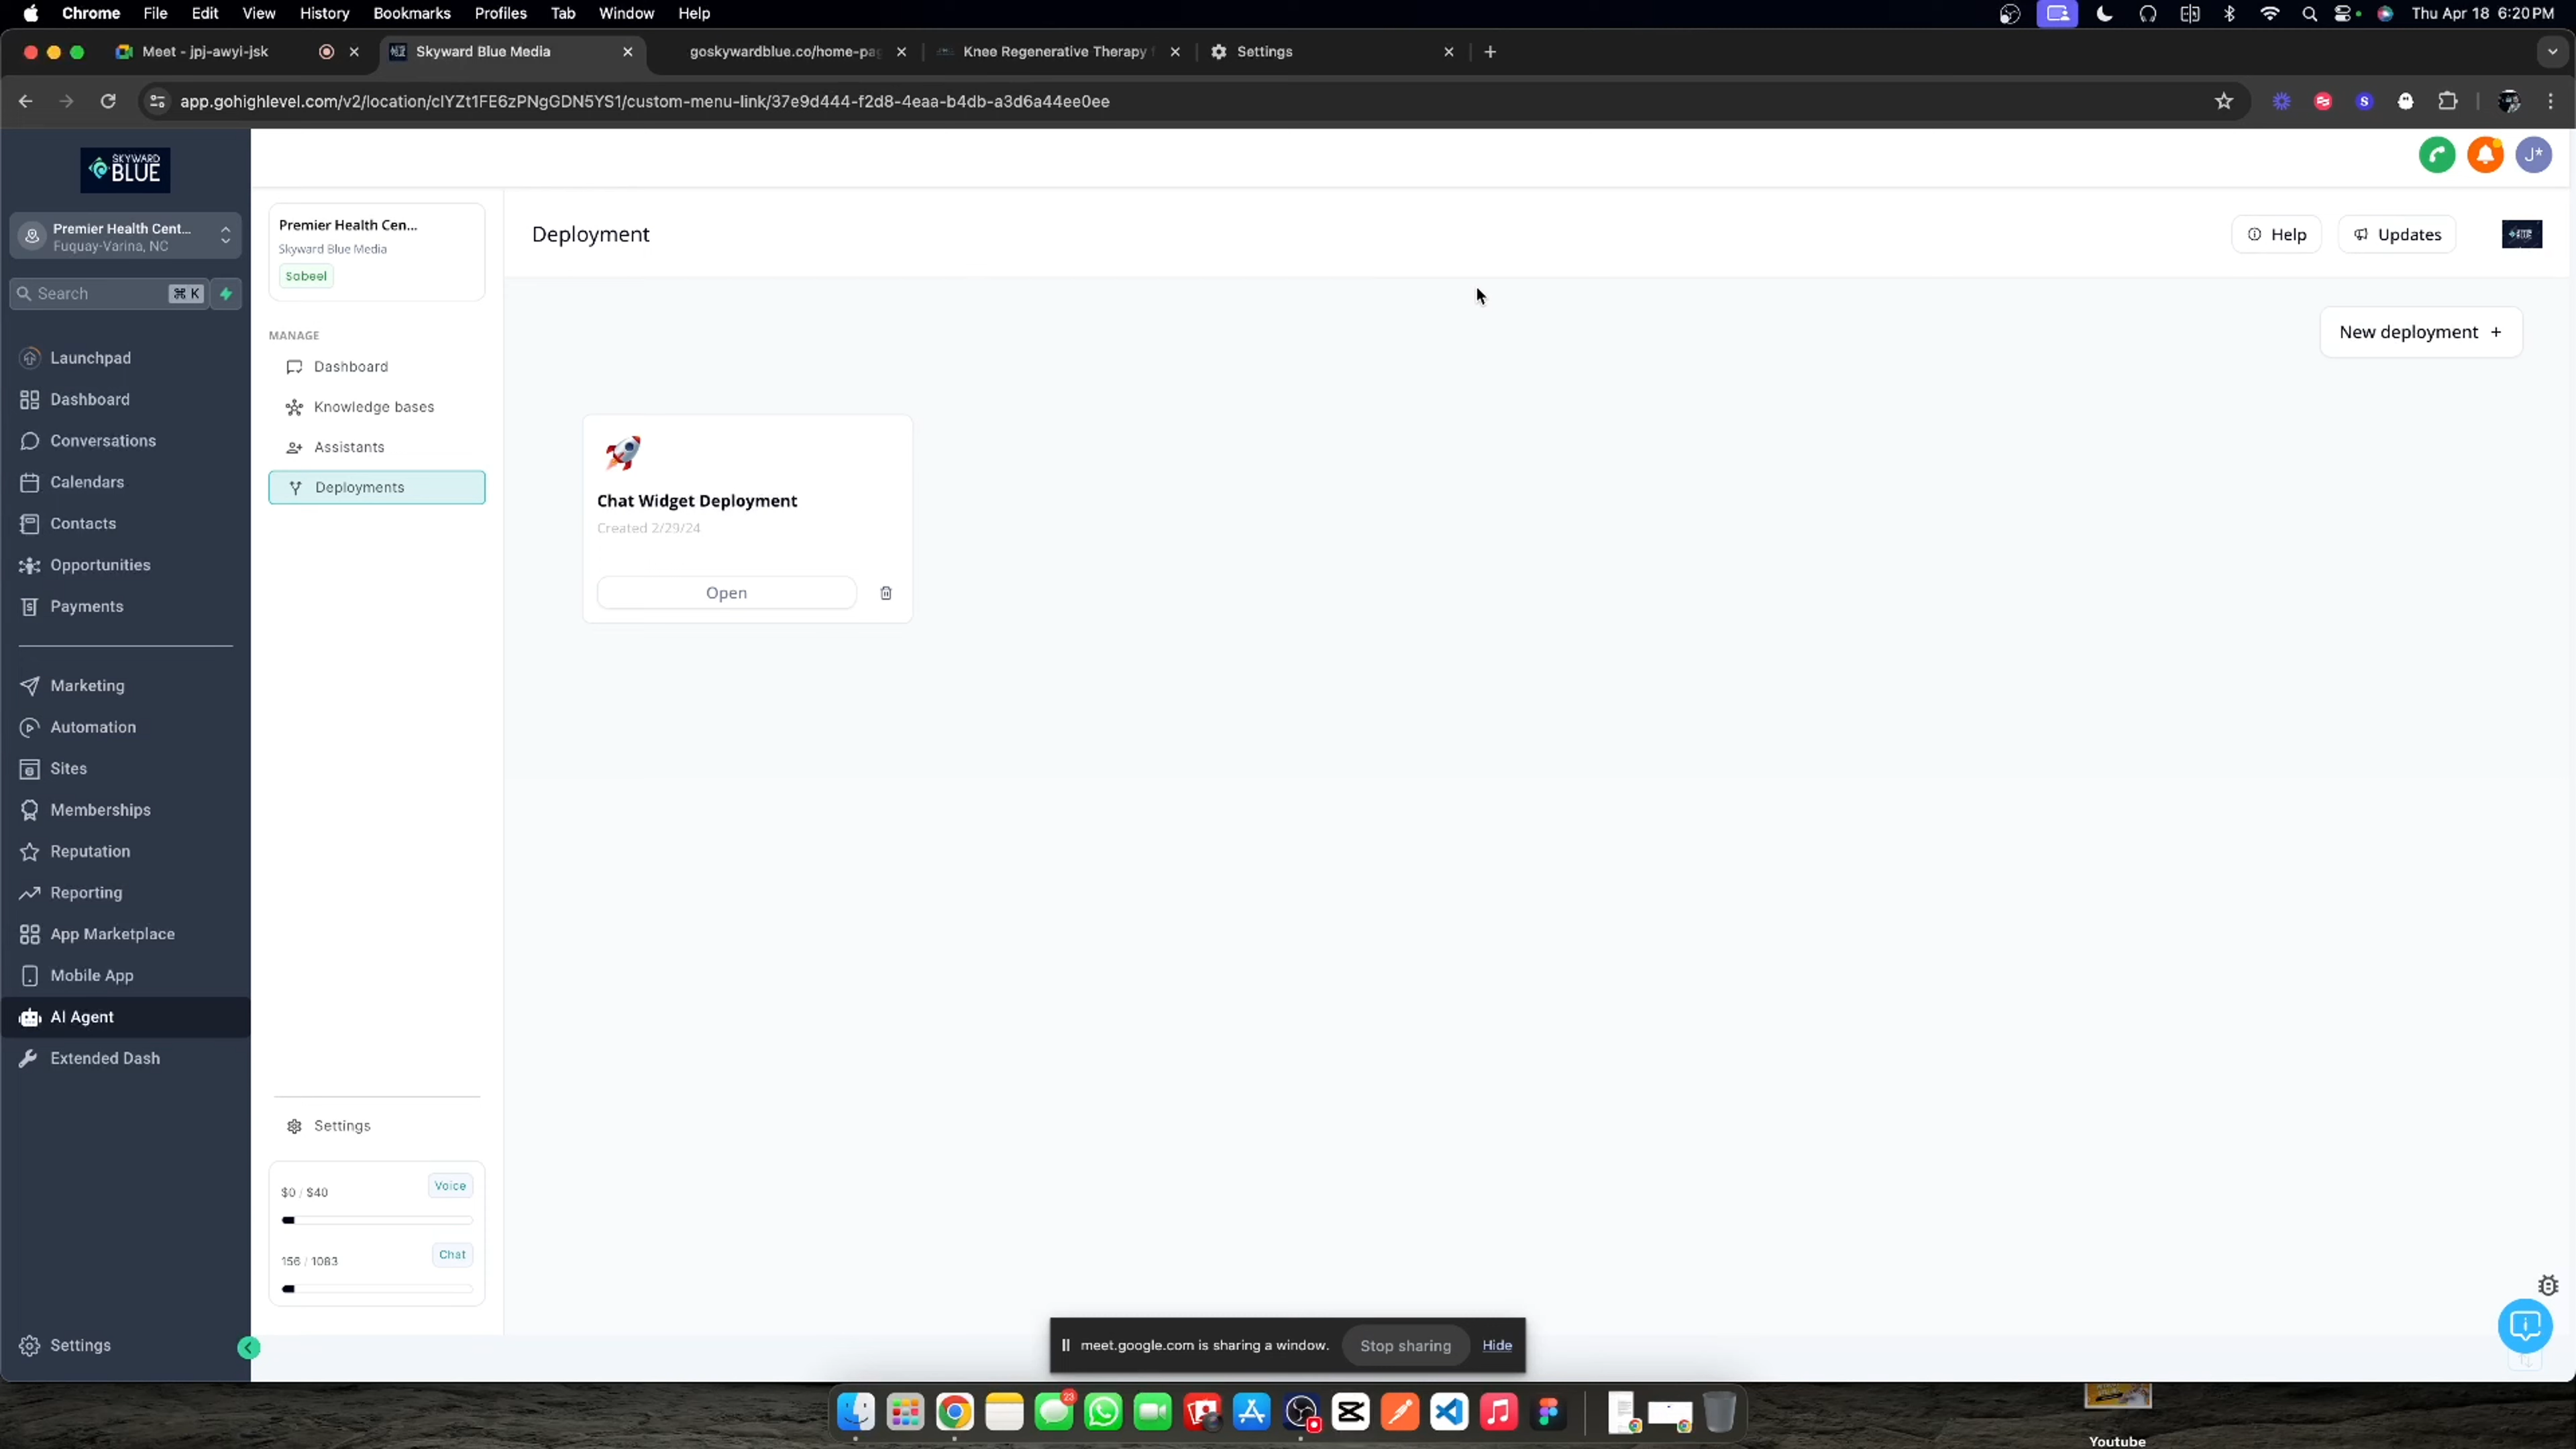 Chrome File Edit View History Bookmarks Profiles Tab Window Help Thu Apr 18 6:20 PM
Meet - jpj-awyi-jsk Skyward Blue Media goskywardblue.co/home-pag Knee Regenerative Therapy Settings
app.gohighlevel.com/v2/location/cIYZt1FE6zPNgGDN5YS1/custom-menu-link/37e9d444-f2d8-4eaa-b4db-a3d6a44ee0ee
SKYWARD
BLUE
J*
Premier Health Cent...
Fuquay-Varina, NC
Search ⌘ K
Launchpad
Dashboard
Conversations
Calendars
Contacts
Opportunities
Payments
Marketing
Automation
Sites
Memberships
Reputation
Reporting
App Marketplace
Mobile App
AI Agent
Extended Dash
Settings
Premier Health Cen...
Skyward Blue Media
Sabeel
MANAGE
Dashboard
Knowledge bases
Assistants
Deployments
Settings
$0 / $40 Voice
156 / 1083 Chat
Deployment Help Updates
New deployment +
Chat Widget Deployment
Created 2/29/24
Open
meet.google.com is sharing a window. Stop sharing Hide
23
Youtube